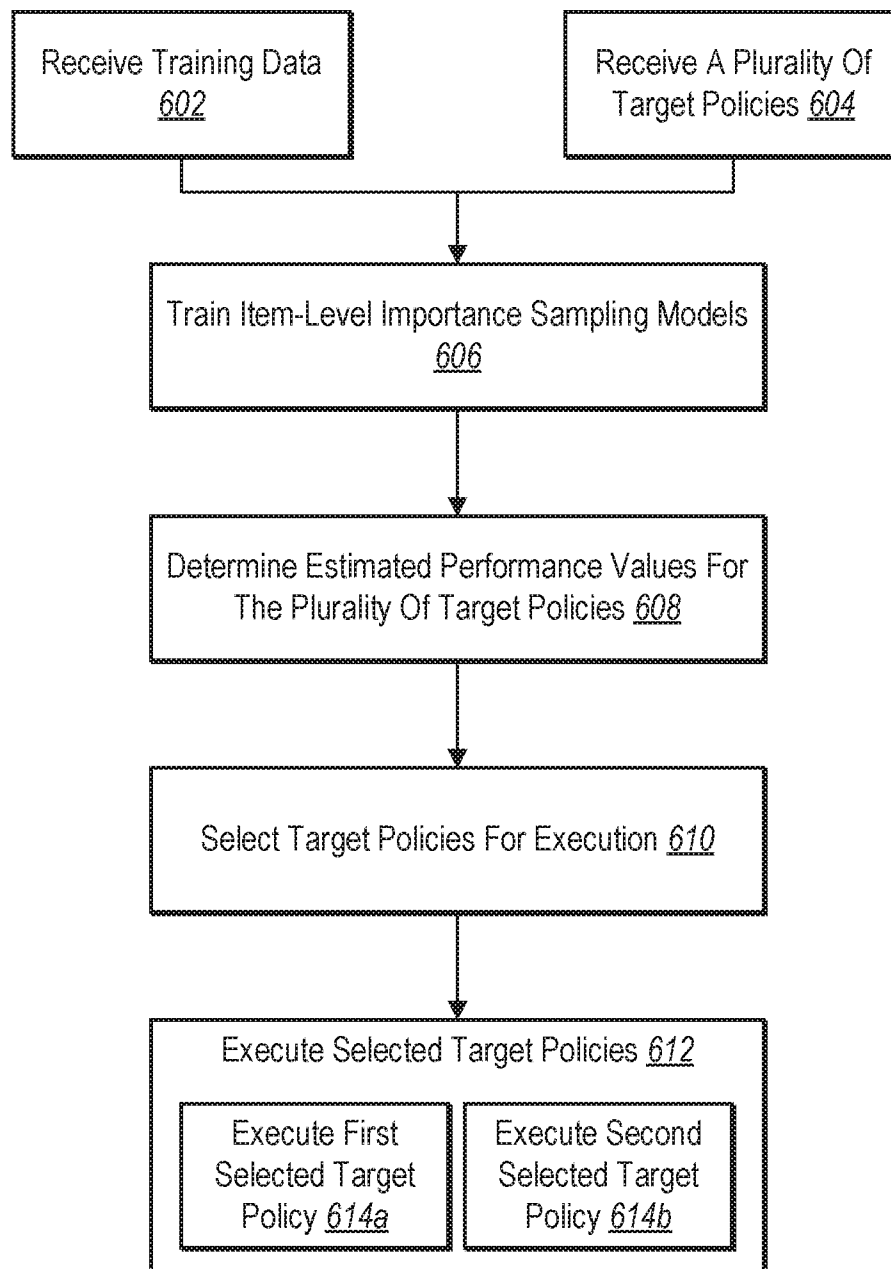 Receive Training Data
602
Receive A Plurality Of
Target Policies 604
Train Item-Level Importance Sampling Models
606
Determine Estimated Performance Values For
The Plurality Of Target Policies 608
Select Target Policies For Execution 610
Execute Selected Target Policies 612
Execute First
Selected Target
Policy 614a
Execute Second
Selected Target
Policy 614b